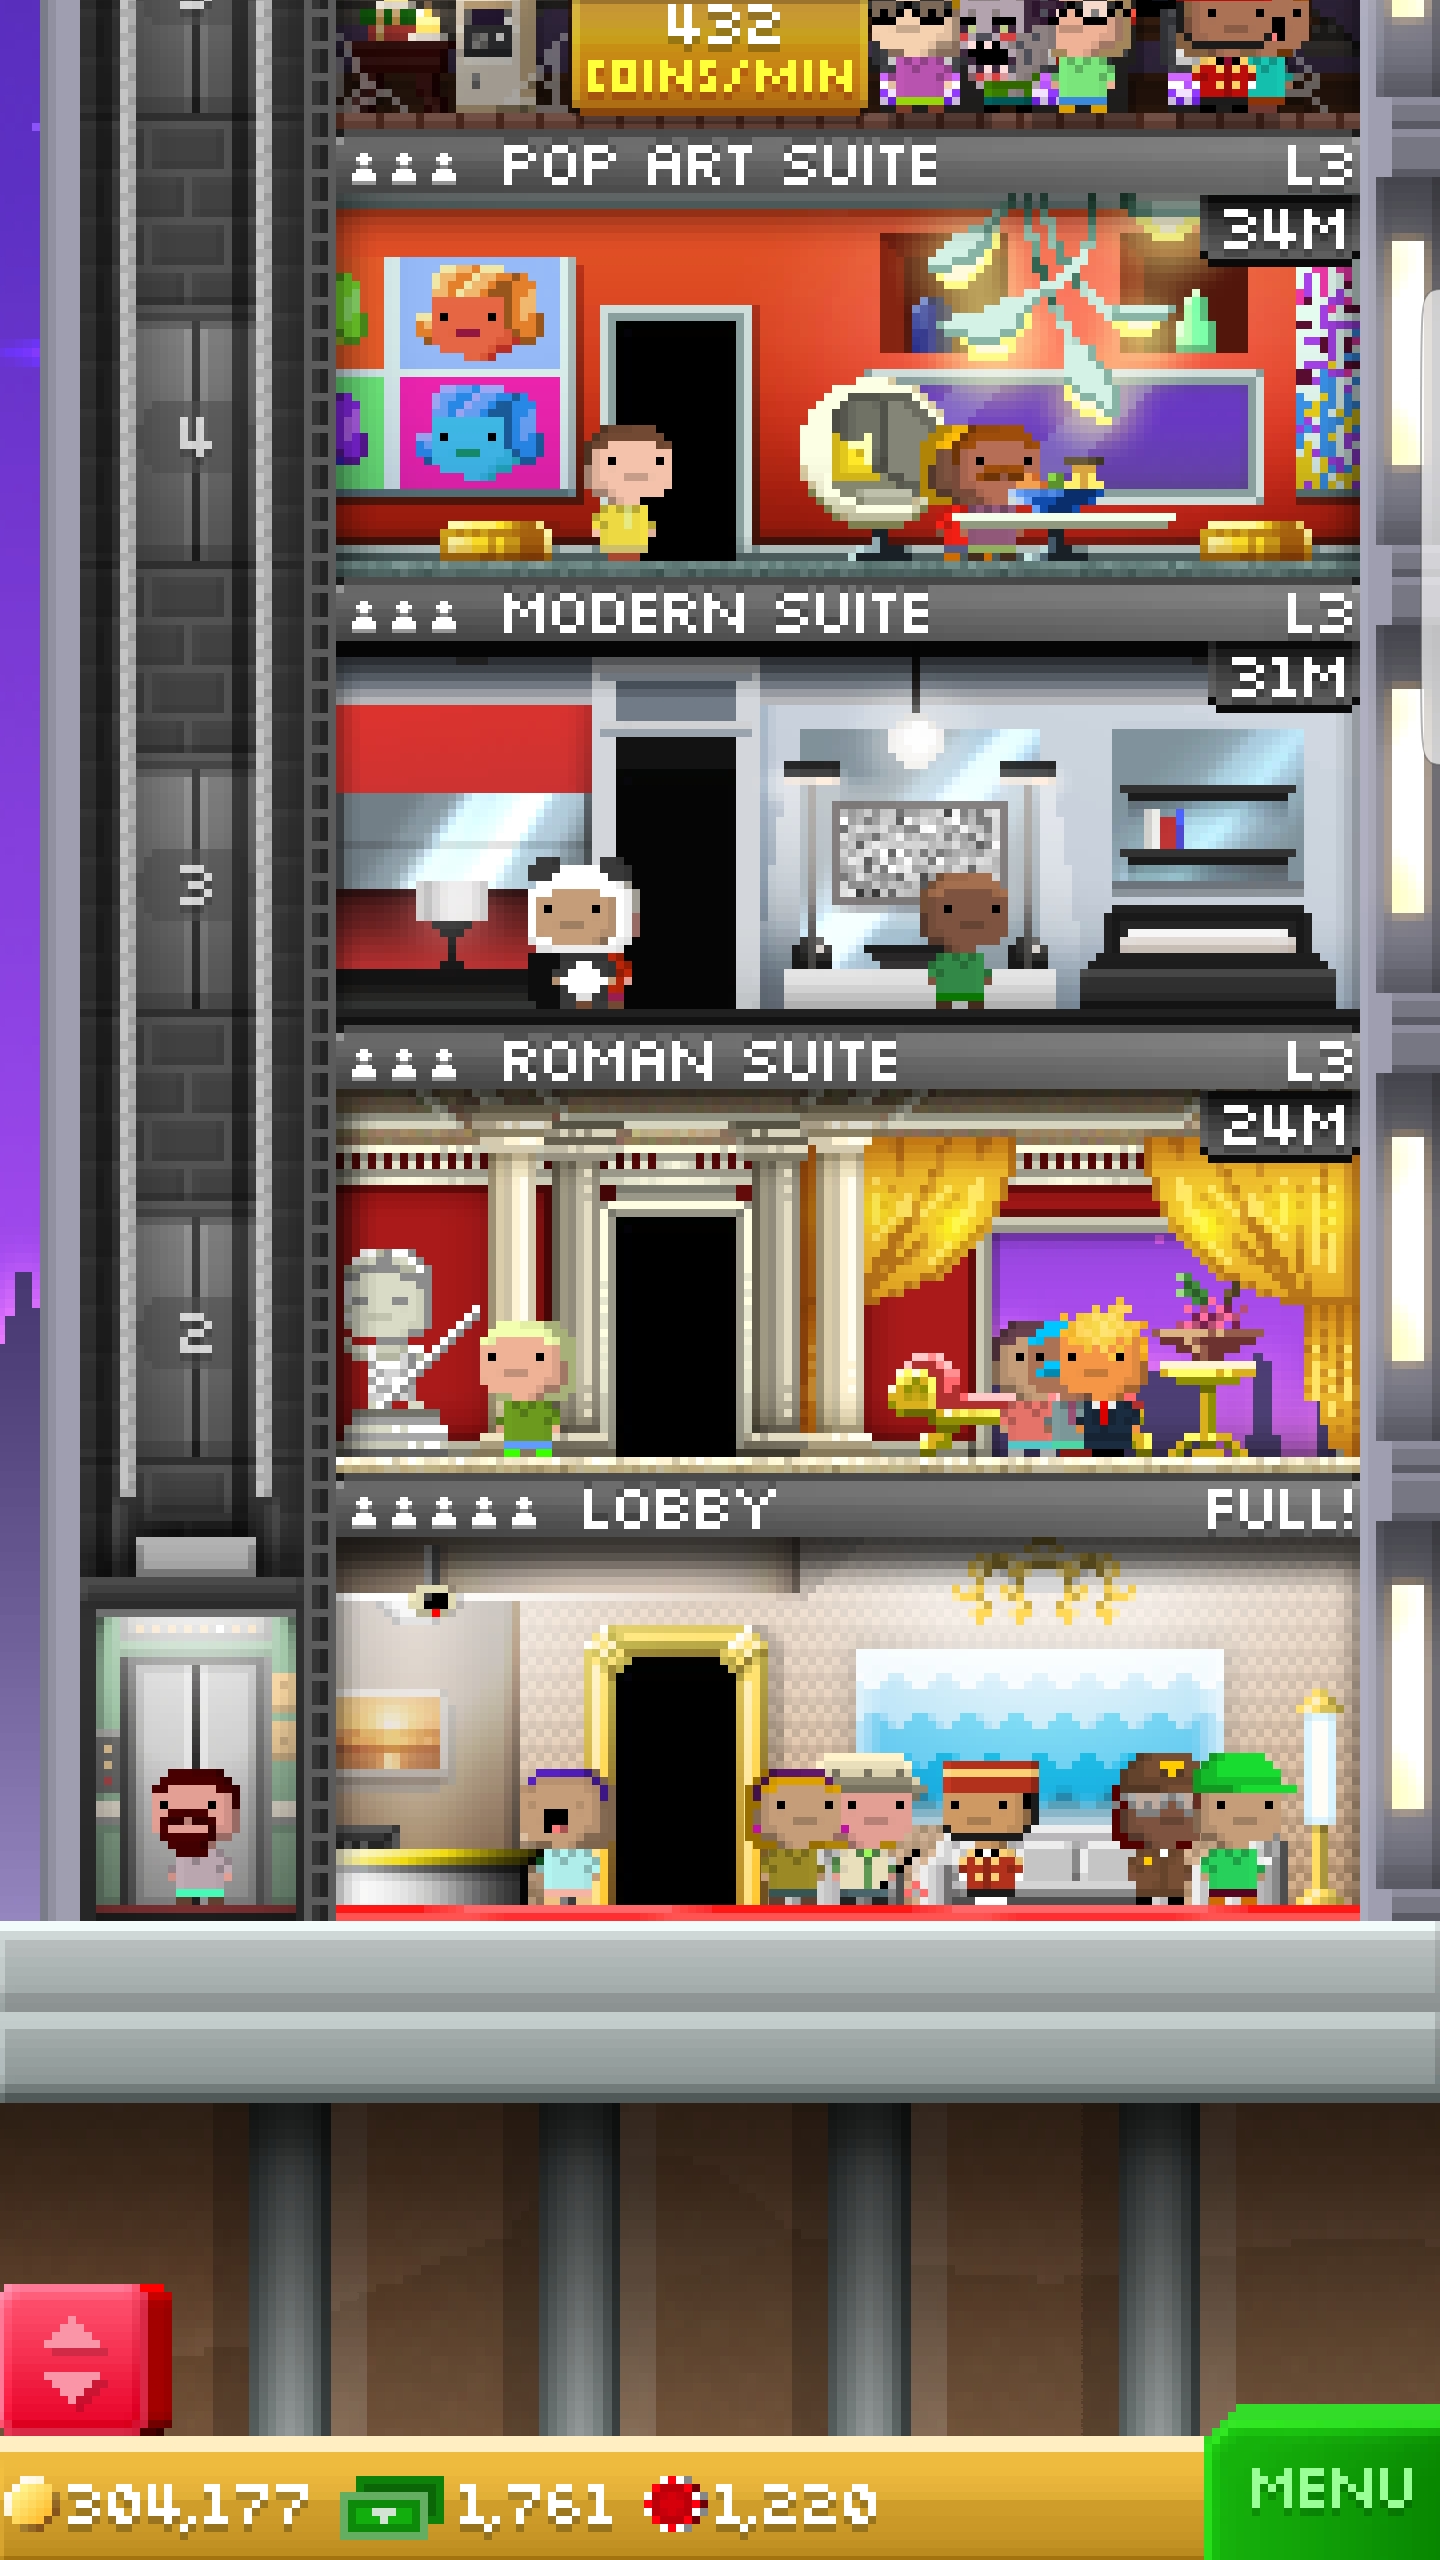 432
COINS/MIN
POP ART SUITE L3
34M
4
MODERN SUITE L3
31M
3
ROMAN SUITE L3
24M
2
LOBBY FULL!
304,177 1,761 1,220
MENU